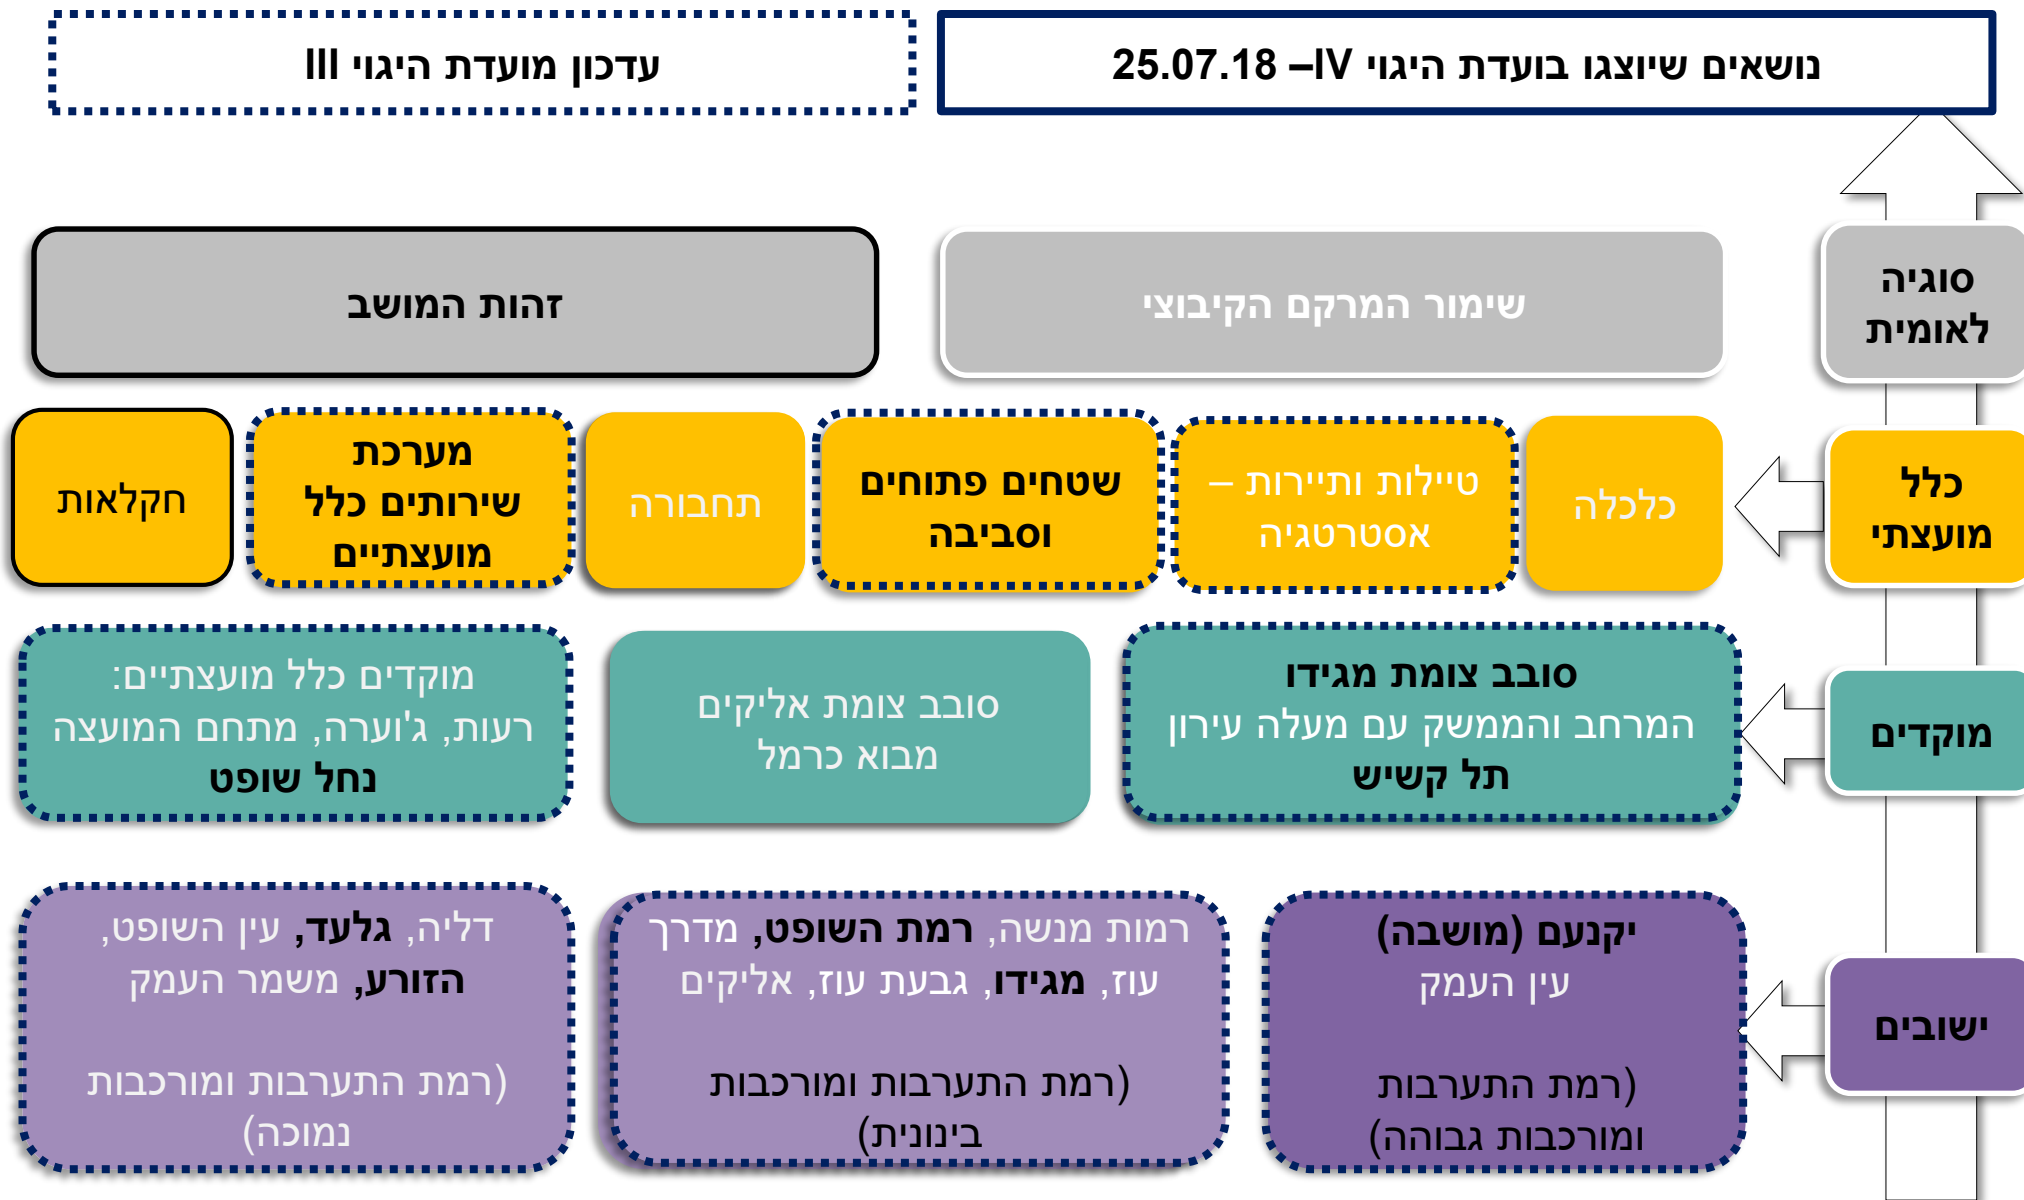 נושאים שיוצגו בועדת היגוי IV– 25.07.18
עדכון מועדת היגוי III
סוגיה
לאומית
שימור המרקם הקיבוצי
זהות המושב
כלל
מועצתי
כלכלה
טיילות ותיירות –
אסטרטגיה
שטחים פתוחים
וסביבה
תחבורה
מערכת
שירותים כלל
מועצתיים
חקלאות
מוקדים
סובב צומת מגידו
המרחב והממשק עם מעלה עירון
תל קשיש
סובב צומת אליקים
מבוא כרמל
מוקדים כלל מועצתיים:
רעות, ג'וערה, מתחם המועצה
נחל שופט
ישובים
יקנעם (מושבה)
עין העמק
(רמת התערבות
ומורכבות גבוהה)
רמות מנשה, רמת השופט, מדרך
עוז, מגידו, גבעת עוז, אליקים
(רמת התערבות ומורכבות
בינונית)
דליה, גלעד, עין השופט,
הזורע, משמר העמק
(רמת התערבות ומורכבות
נמוכה)